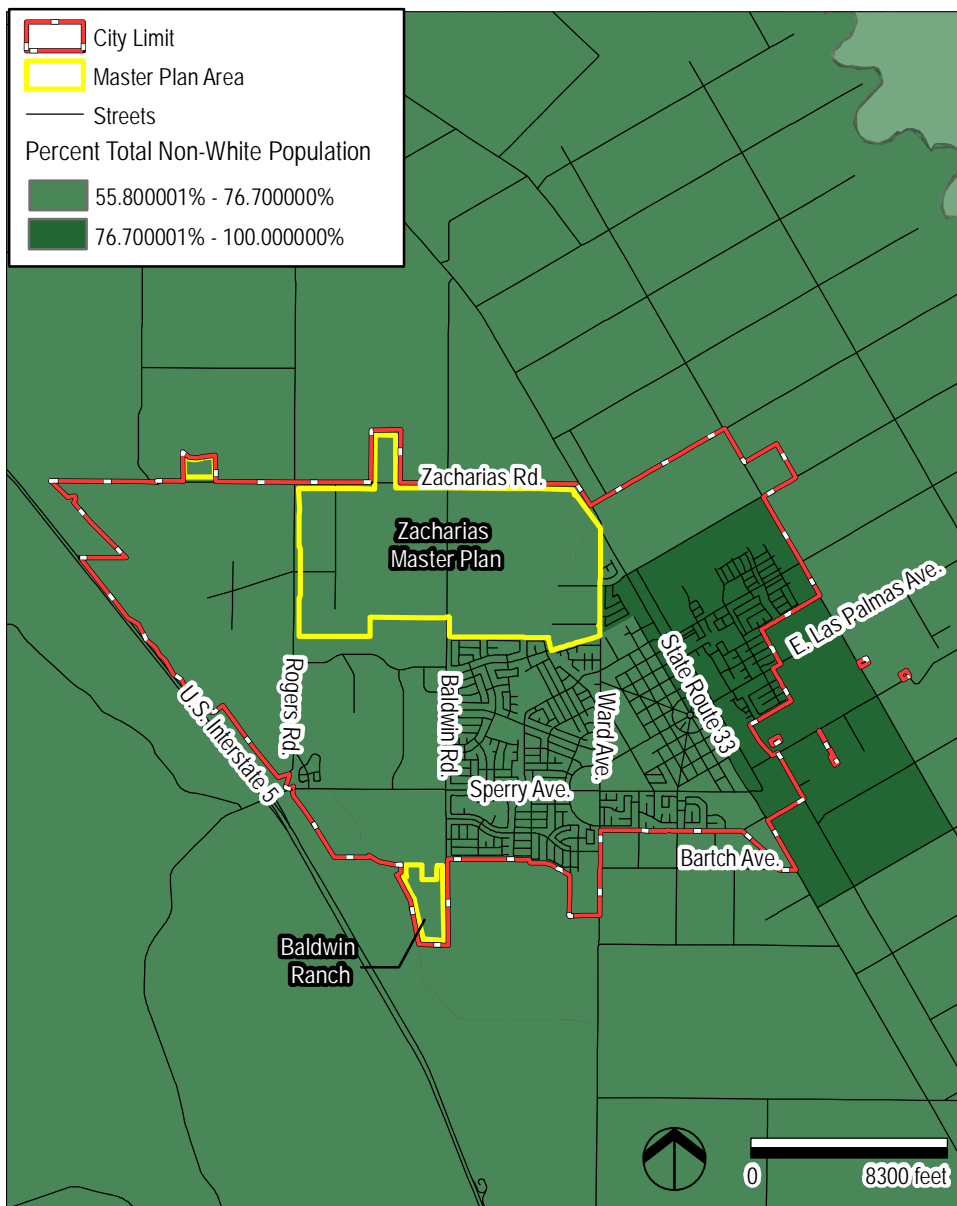 City Limit
Master Plan Area
Streets
Percent Total Non-White Population
55.800001% - 76.700000%
76.700001% - 100.000000%
Zacharias Rd.
Zacharias
Master Plan
E. Las Palmas Ave.
State Route 33
Rogers Rd.
Baldwin Rd.
Ward Ave.
U.S. Interstate 5
Sperry Ave.
Bartch Ave.
Baldwin
Ranch
0
8300 feet